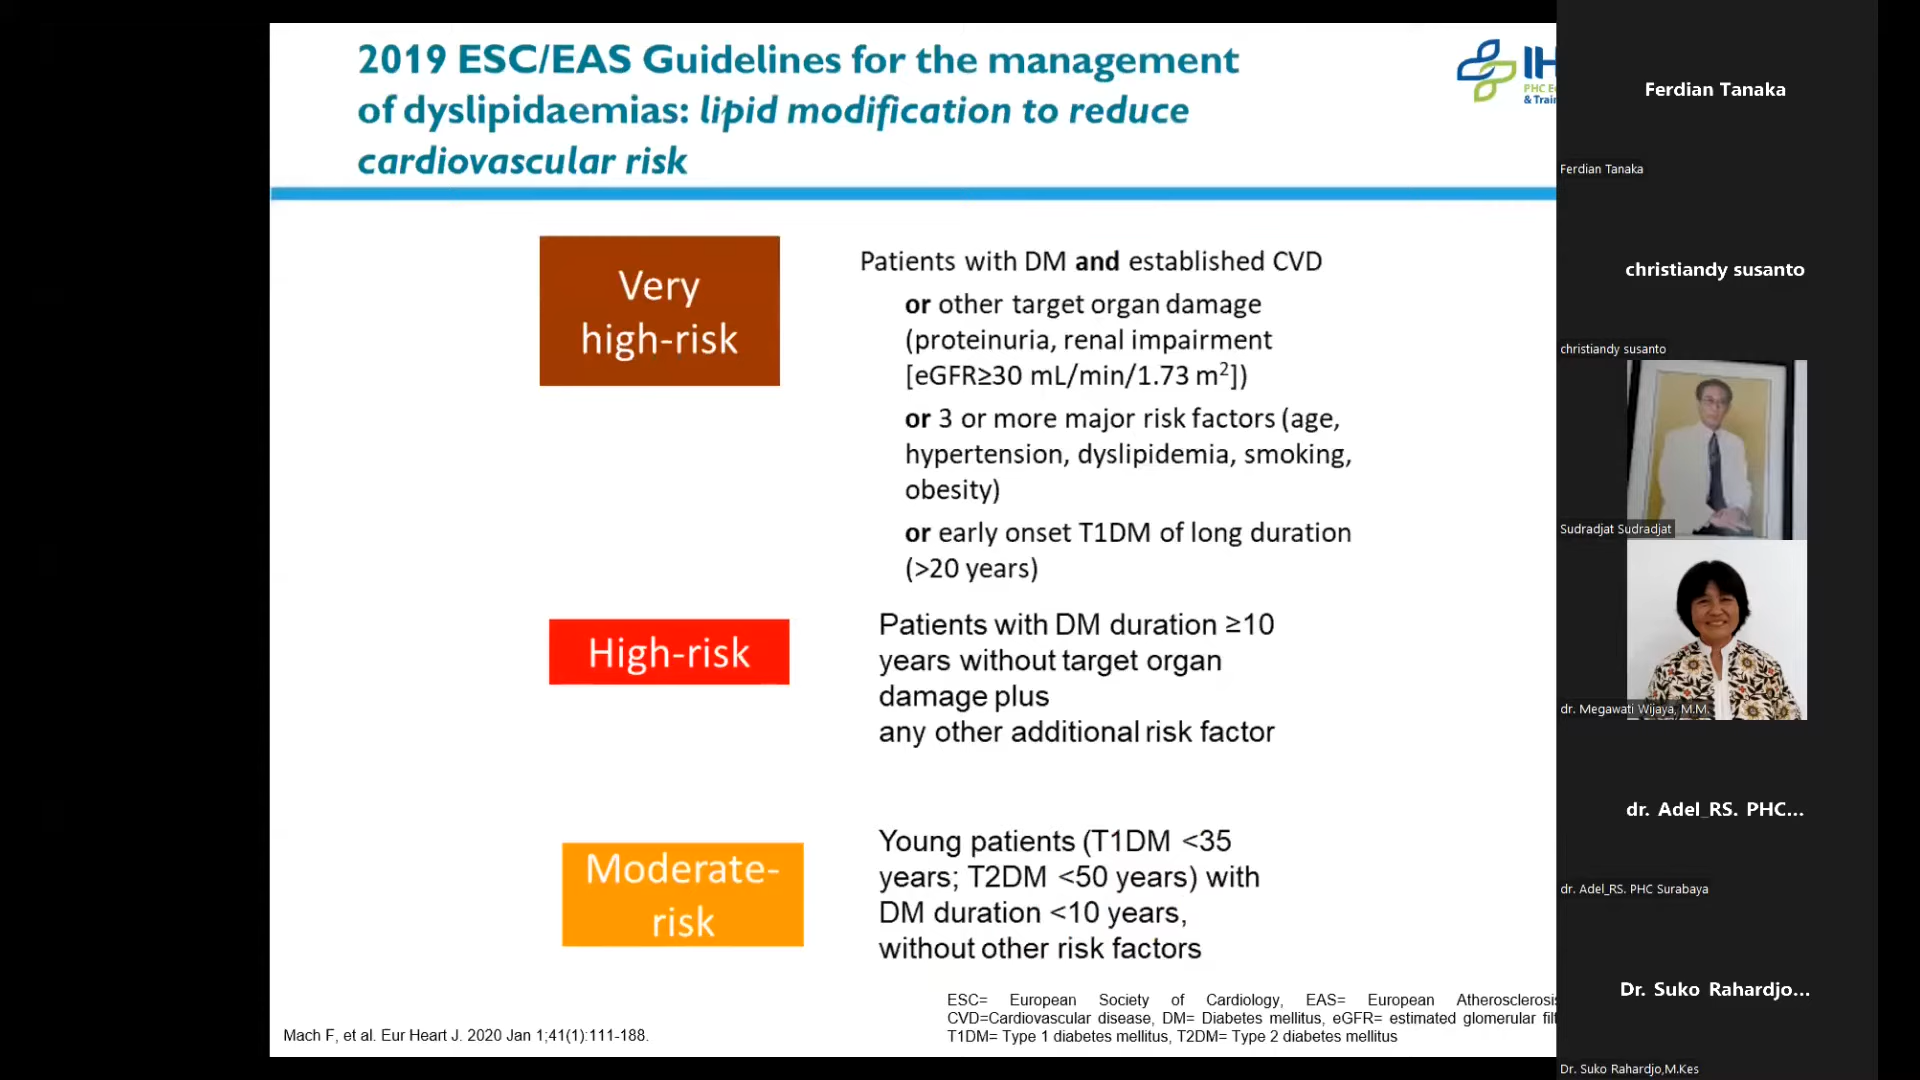 2019 ESC/EAS Guidelines for the management
of dyslipidaemias: lipid modification to reduce
cardiovascular risk
PHC
& Trai
Very
high-risk
Patients with DM and established CVD
or other target organ damage
(proteinuria, renal impairment
[eGFR≥30 mL/min/1.73 m²])
or 3 or more major risk factors (age,
hypertension, dyslipidemia, smoking,
obesity)
or early onset T1DM of long duration
(>20 years)
High-risk
Patients with DM duration ≥10
years without target organ
damage plus
any other additional risk factor
Moderate-
risk
Young patients (T1DM <35
years; T2DM <50 years) with
DM duration <10 years,
without other risk factors
ESC= European Society of Cardiology, EAS= European Atherosclerosis
CVD=Cardiovascular disease, DM= Diabetes mellitus, eGFR= estimated glomerular
T1DM= Type 1 diabetes mellitus, T2DM= Type 2 diabetes mellitus
Mach F, et al. Eur Heart J. 2020 Jan 1;41(1):111-188.
Ferdian Tanaka
Ferdian Tanaka
christiandy susanto
christiandy susanto
Sudradjat Sudradjat
dr. Megawati Wijaya, M.M.
dr. Adel_RS. PHC...
dr. Adel_RS. PHC Surabaya
Dr. Suko Rahardjo...
Dr. Suko Rahardjo,M.Kes